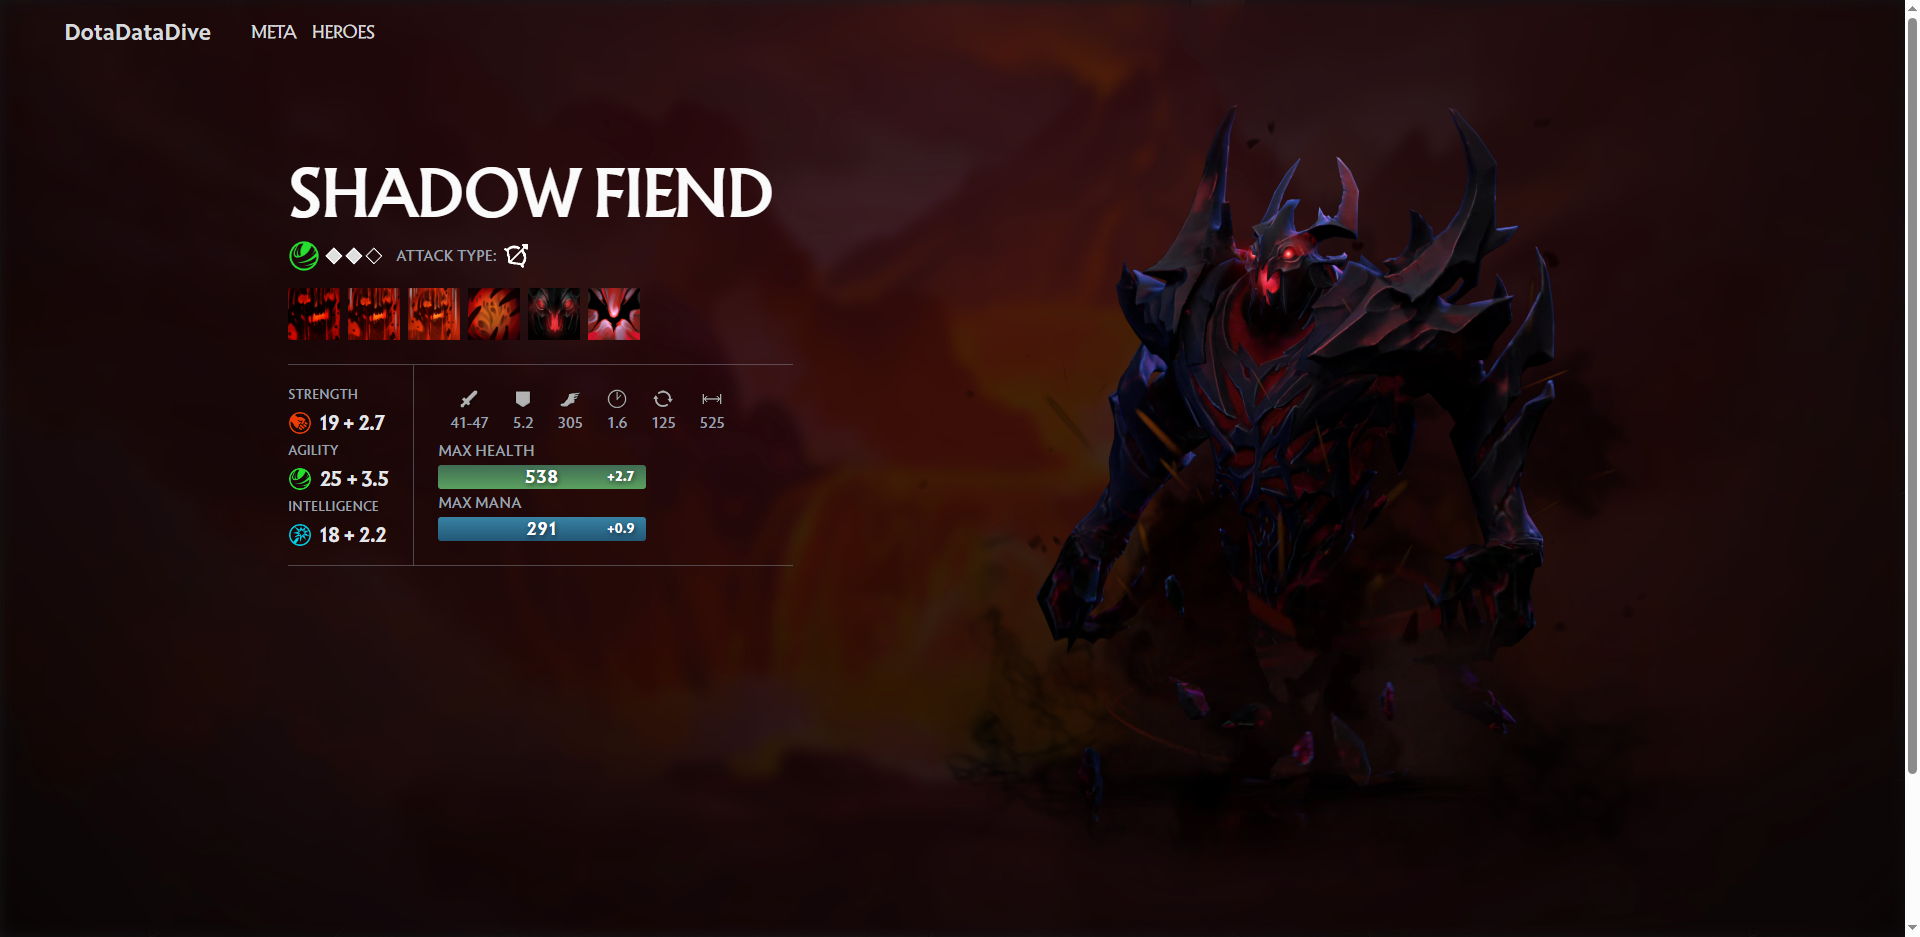 DotaDataDive META HEROES
SHADOW FIEND
ATTACK TYPE:
STRENGTH
19 + 2.7
AGILITY
25 + 3.5
INTELLIGENCE
18 + 2.2
41-47 5.2 305 1.6 125 525
MAX HEALTH
538 +2.7
MAX MANA
291 +0.9